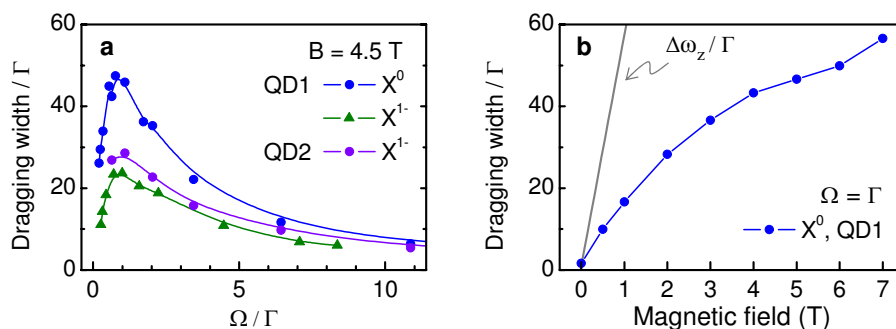 60
40
20
0
Dragging width / Γ
a
B = 4.5 T
QD1 X⁰
X¹⁻
QD2 X¹⁻
0 5 10
Ω / Γ
60
40
20
0
Dragging width / Γ
b
Δω_z / Γ
Ω = Γ
X⁰, QD1
0 1 2 3 4 5 6 7
Magnetic field (T)